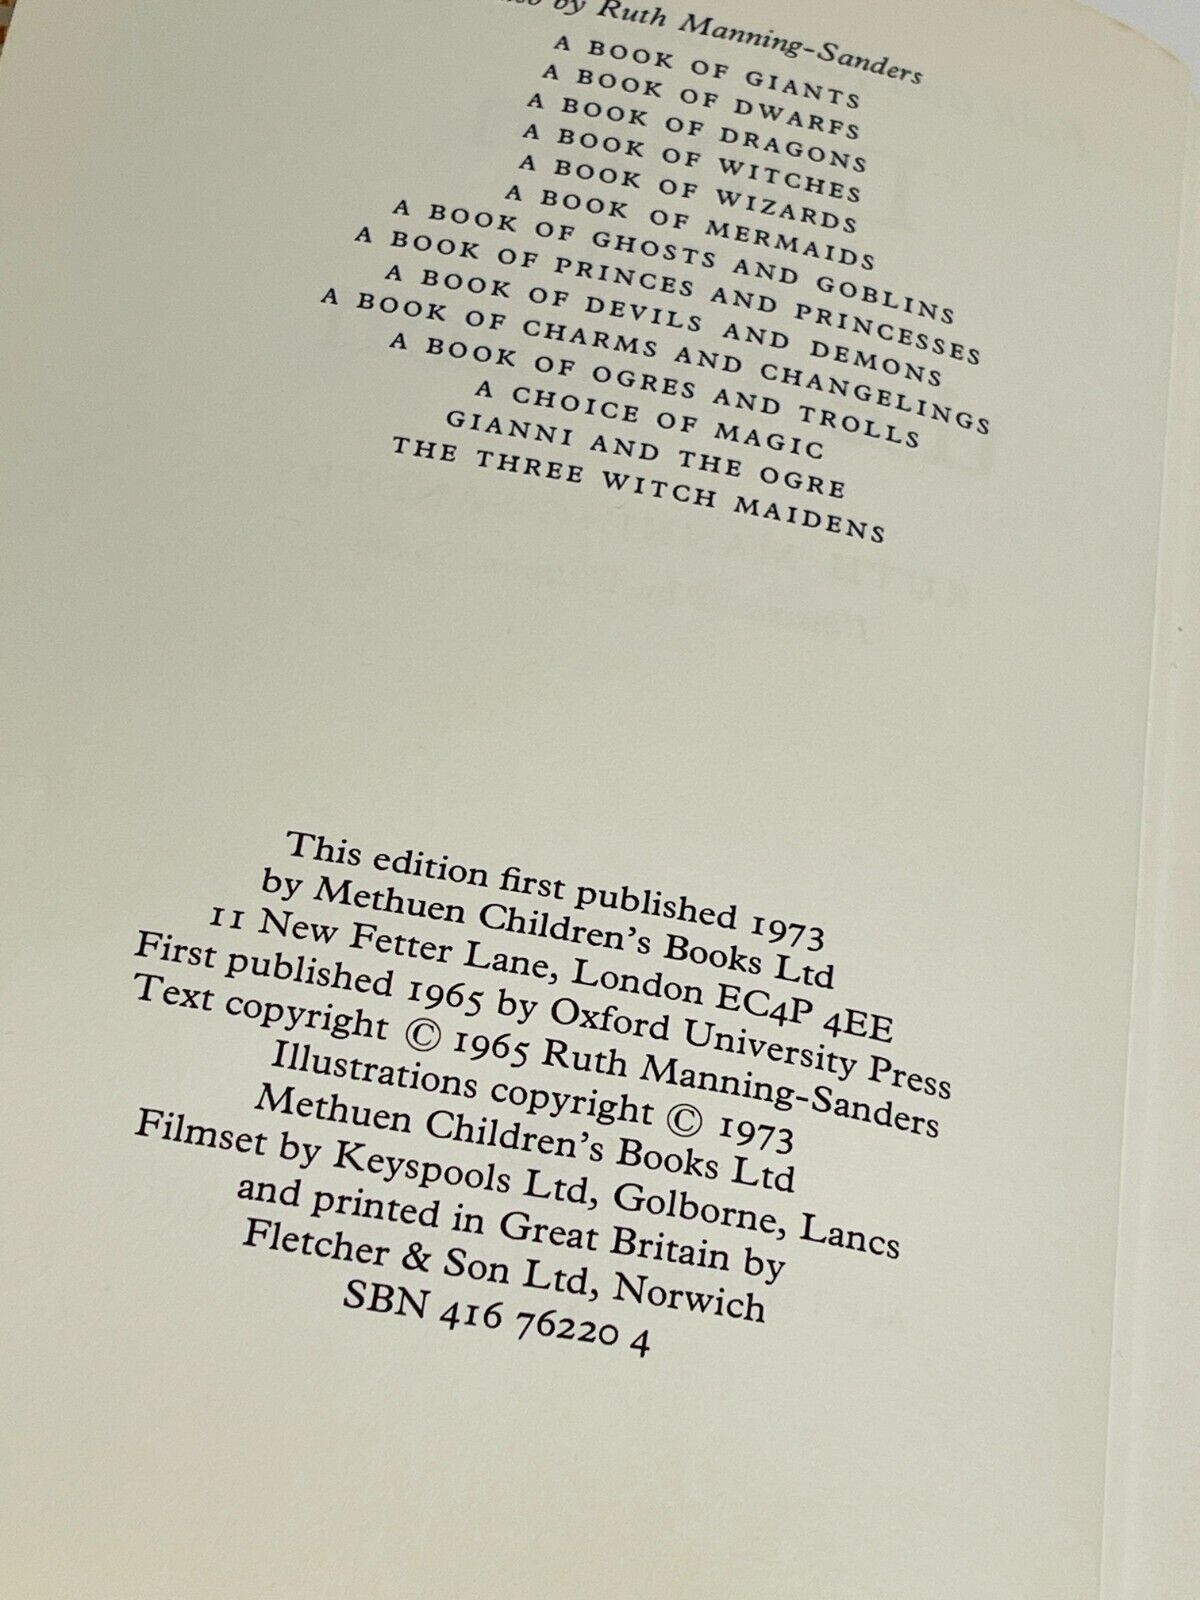 by Ruth Manning-Sanders
A BOOK OF GIANTS
A BOOK OF DWARFS
A BOOK OF DRAGONS
A BOOK OF WITCHES
A BOOK OF WIZARDS
A BOOK OF MERMAIDS
A BOOK OF GHOSTS AND GOBLINS
A BOOK OF PRINCES AND PRINCESSES
A BOOK OF DEVILS AND DEMONS
A BOOK OF CHARMS AND CHANGELINGS
A BOOK OF OGRES AND TROLLS
A CHOICE OF MAGIC
GIANNI AND THE OGRE
THE THREE WITCH MAIDENS
This edition first published 1973
by Methuen Children's Books Ltd
11 New Fetter Lane, London EC4P 4EE
First published 1965 by Oxford University Press
Text copyright © 1965 Ruth Manning-Sanders
Illustrations copyright © 1973
Methuen Children's Books Ltd
Filmset by Keyspools Ltd, Golborne, Lancs
and printed in Great Britain by
Fletcher & Son Ltd, Norwich
SBN 416 76220 4